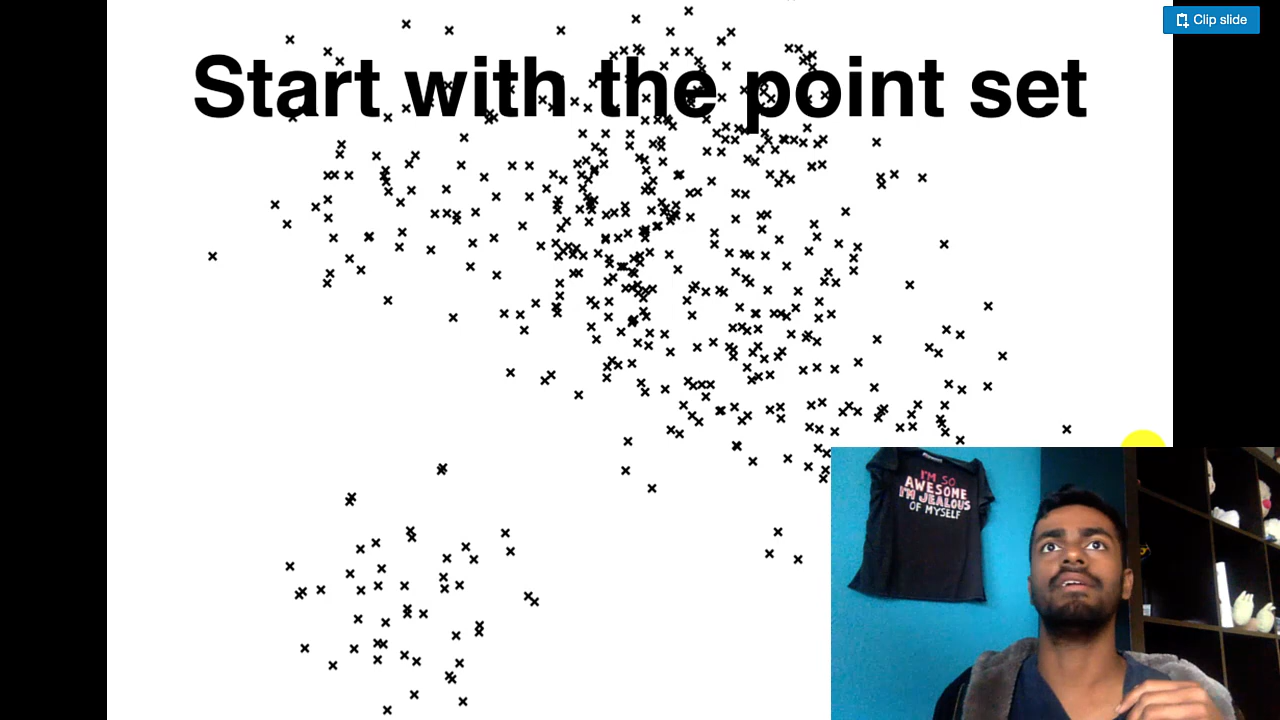 Clip slide
Start with the point set
I'M SO
AWESOME
I'M JEALOUS
OF MYSELF